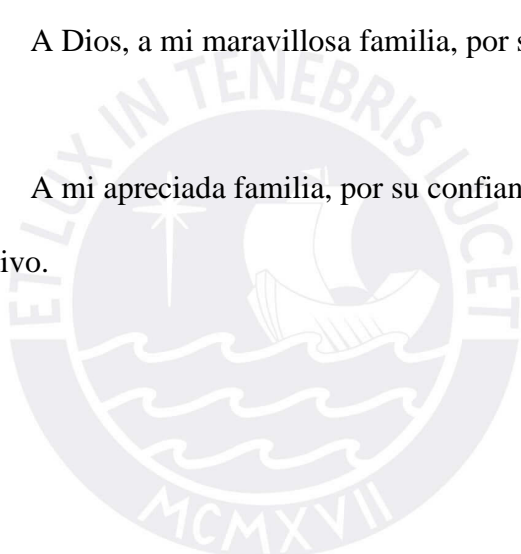 A Dios, a mi maravillosa familia, por s
A mi apreciada familia, por su confian
ivo.
ET LUX IN TENEBRIS LUCET
MCMXVII